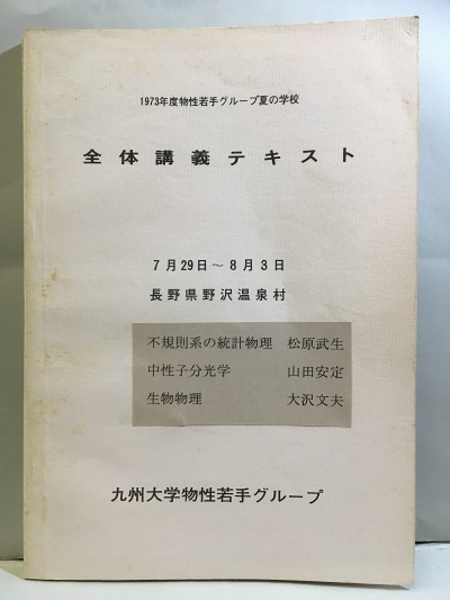 1973年度物性若手グループ夏の学校
全体講義テキスト
7月29日～8月3日
長野県野沢温泉村
不規則系の統計物理 松原武生
中性子分光学 山田安定
生物物理 大沢文夫
九州大学物性若手グループ